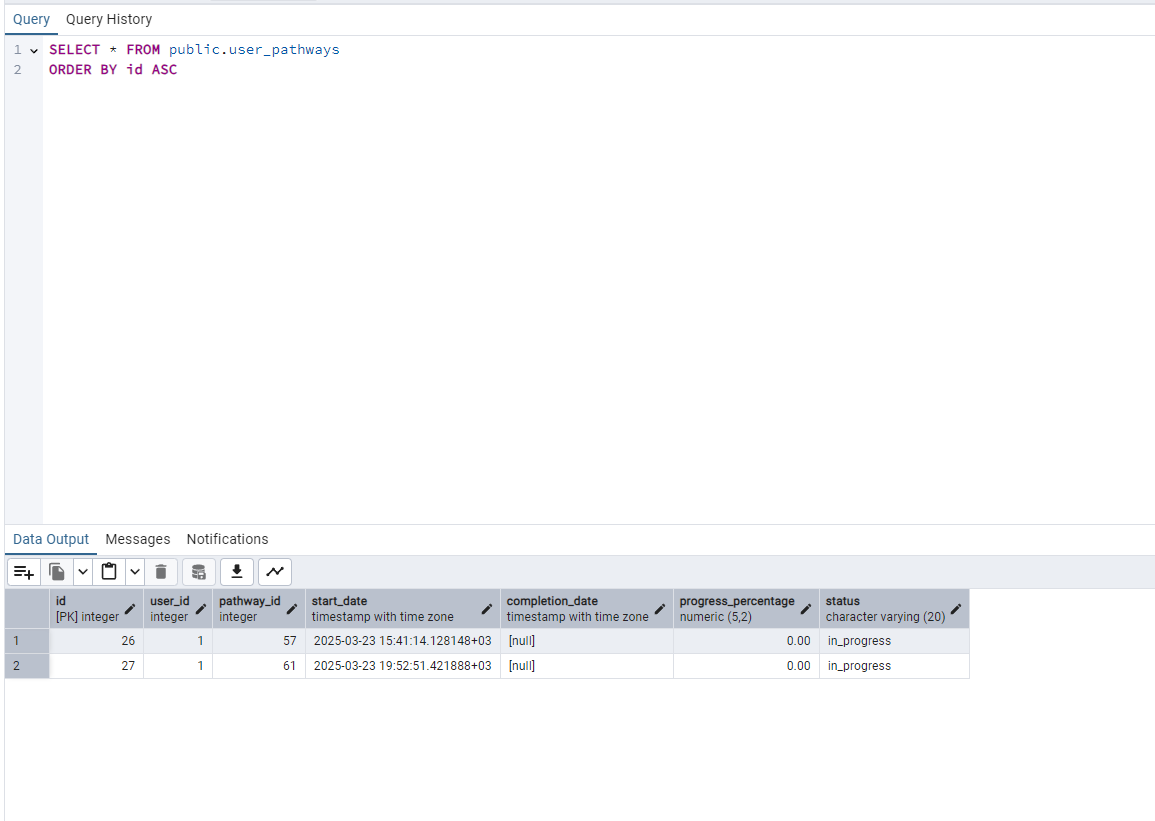 Query Query History
1 SELECT * FROM public.user_pathways
2 ORDER BY id ASC
Data Output Messages Notifications
id user_id pathway_id start_date completion_date progress_percentage status
[PK] integer integer integer timestamp with time zone timestamp with time zone numeric (5,2) character varying (20)
1 26 1 57 2025-03-23 15:41:14.128148+03 [null] 0.00 in_progress
2 27 1 61 2025-03-23 19:52:51.421888+03 [null] 0.00 in_progress